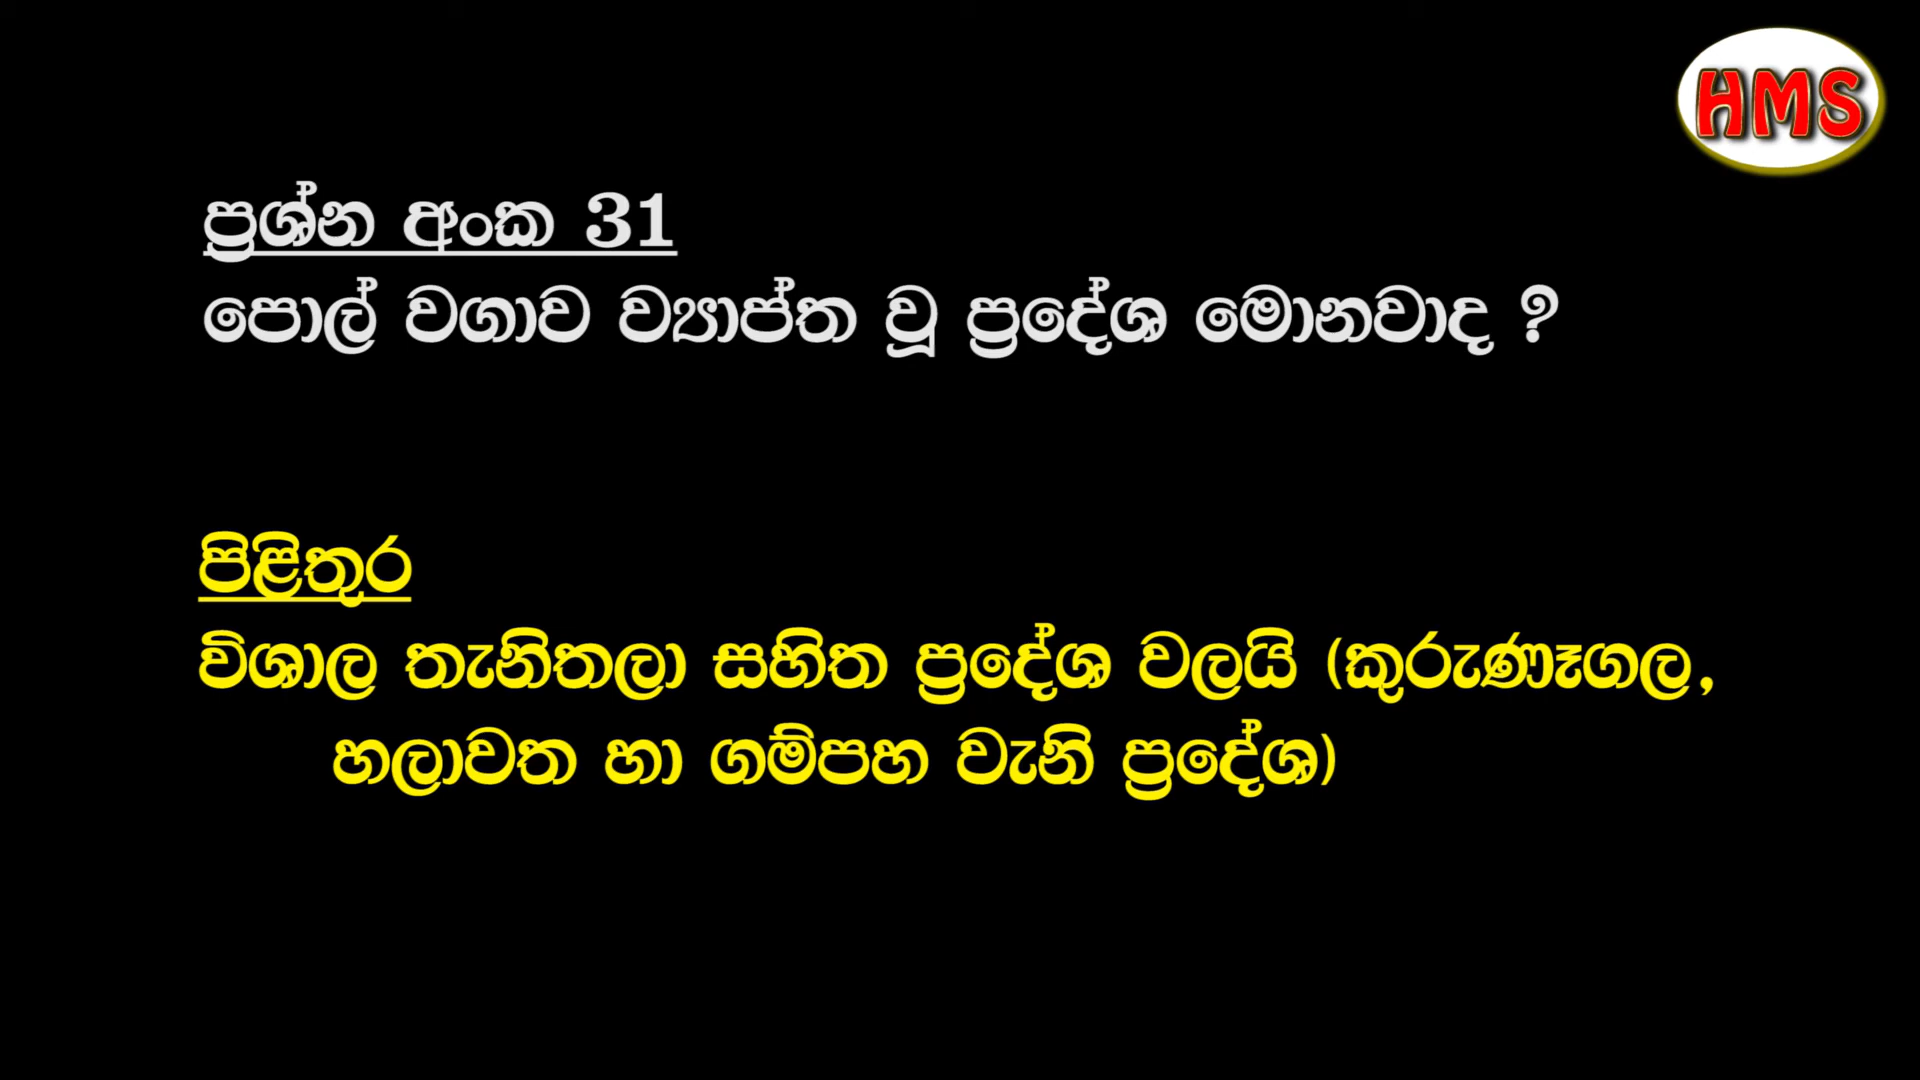 HMS
ප්‍රශ්න අංක 31
පොල් වගාව ව්‍යාප්ත වූ ප්‍රදේශ මොනවාද ?
පිළිතුර
විශාල තැනිතලා සහිත ප්‍රදේශ වලයි (කුරුණෑගල,
හලාවත හා ගම්පහ වැනි ප්‍රදේශ)